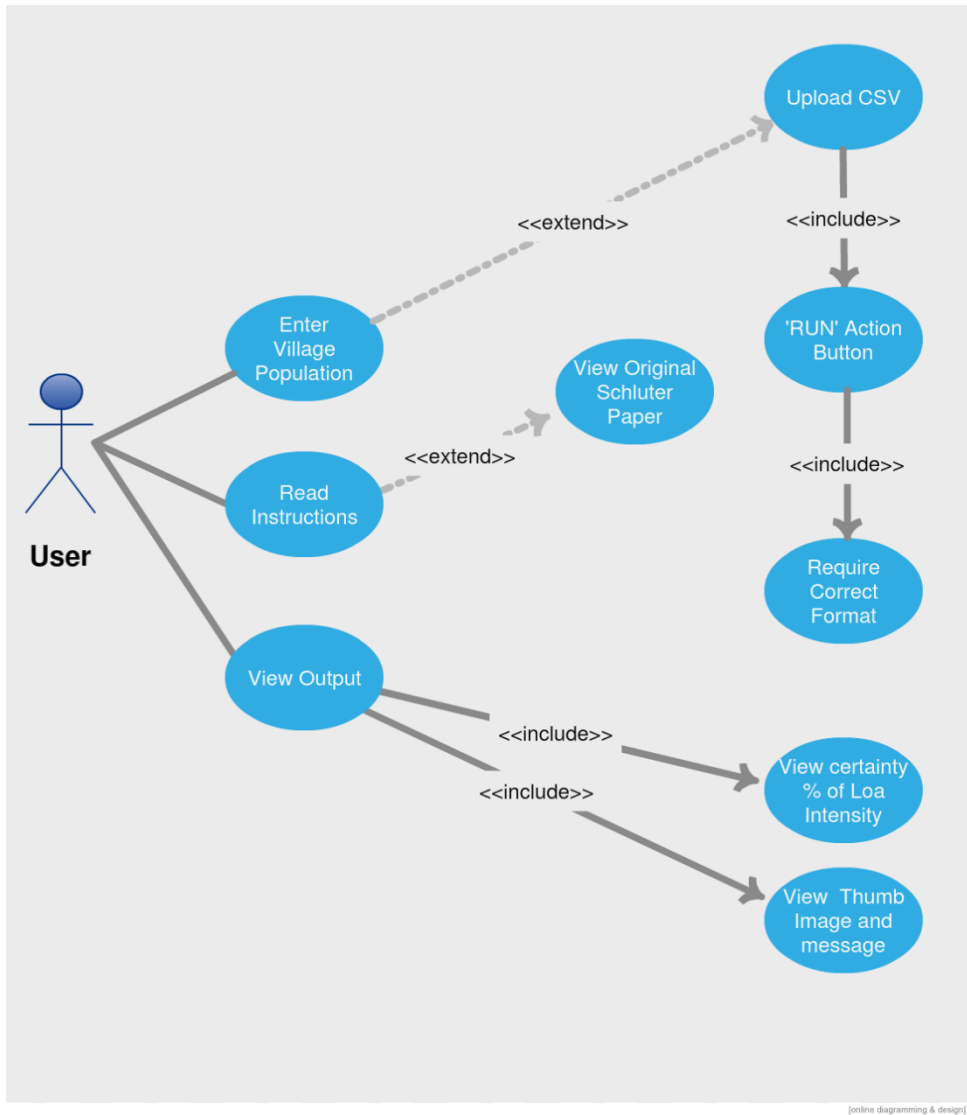 Upload CSV
<<extend>>
<<include>>
Enter
Village
Population
'RUN' Action
Button
View Original
Schluter
Paper
<<extend>>
<<include>>
Read
Instructions
User
Require
Correct
Format
View Output
<<include>>
View certainty
% of Loa
Intensity
<<include>>
View Thumb
Image and
message
[online diagramming & design]